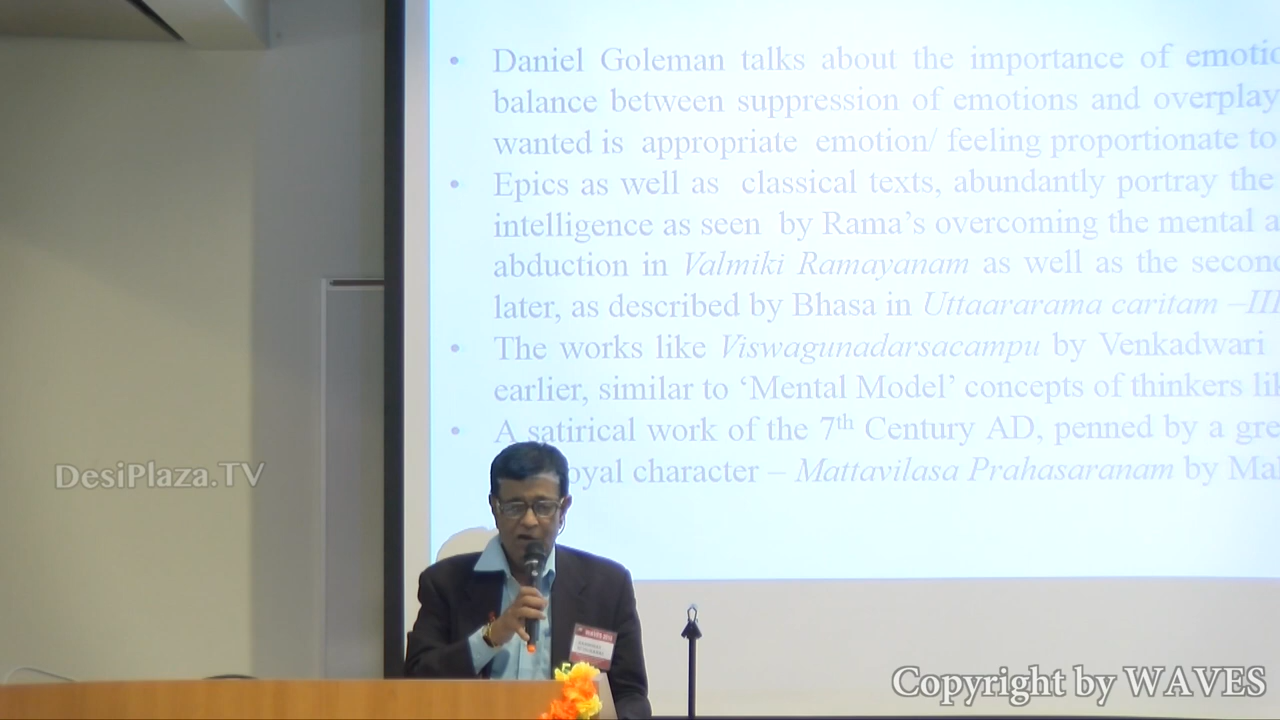 • Daniel Goleman talks about the importance of emotic
balance between suppression of emotions and overplay
wanted is appropriate emotion/ feeling proportionate to
• Epics as well as classical texts, abundantly portray the
intelligence as seen by Rama’s overcoming the mental a
abduction in Valmiki Ramayanam as well as the second
later, as described by Bhasa in Uttaararama caritam –III
• The works like Viswagunadarsacampu by Venkadwari
earlier, similar to ‘Mental Model’ concepts of thinkers li
• A satirical work of the 7th Century AD, penned by a gre
oyal character – Mattavilasa Prahasaranam by Mal
DesiPlaza.TV
Copyright by WAVES